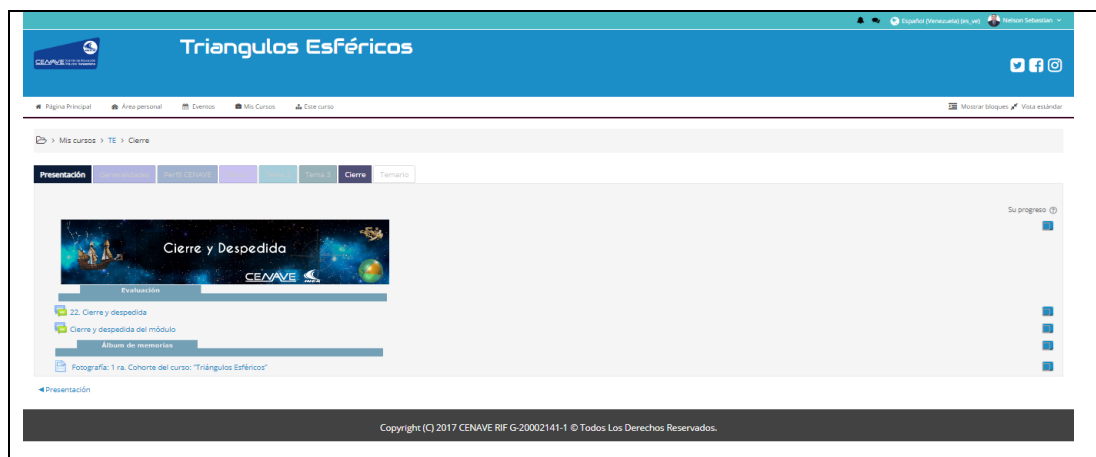 Español (Venezuela) (es_ve) Nelson Sebastian
CENAVE
Triangulos Esféricos
Página Principal Área personal Eventos Mis Cursos Este curso Mostrar bloques Vista estándar
> Mis cursos > TE > Cierre
Presentación Perfil CENAVE Tema 3 Cierre Temario
Su progreso
Cierre y Despedida
CENAVE
Evaluación
22. Cierre y despedida
Cierre y despedida del módulo
Álbum de memorias
Fotografía: 1 ra. Cohorte del curso: "Triángulos Esféricos"
◄Presentación
Copyright (C) 2017 CENAVE RIF G-20002141-1 © Todos Los Derechos Reservados.